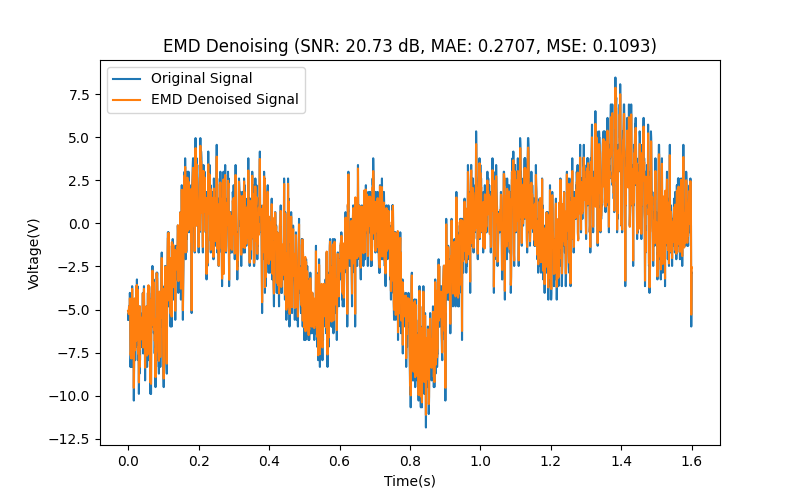 EMD Denoising (SNR: 20.73 dB, MAE: 0.2707, MSE: 0.1093)
Original Signal
EMD Denoised Signal
7.5
5.0
2.5
0.0
−2.5
−5.0
−7.5
−10.0
−12.5
Voltage(V)
0.0 0.2 0.4 0.6 0.8 1.0 1.2 1.4 1.6
Time(s)